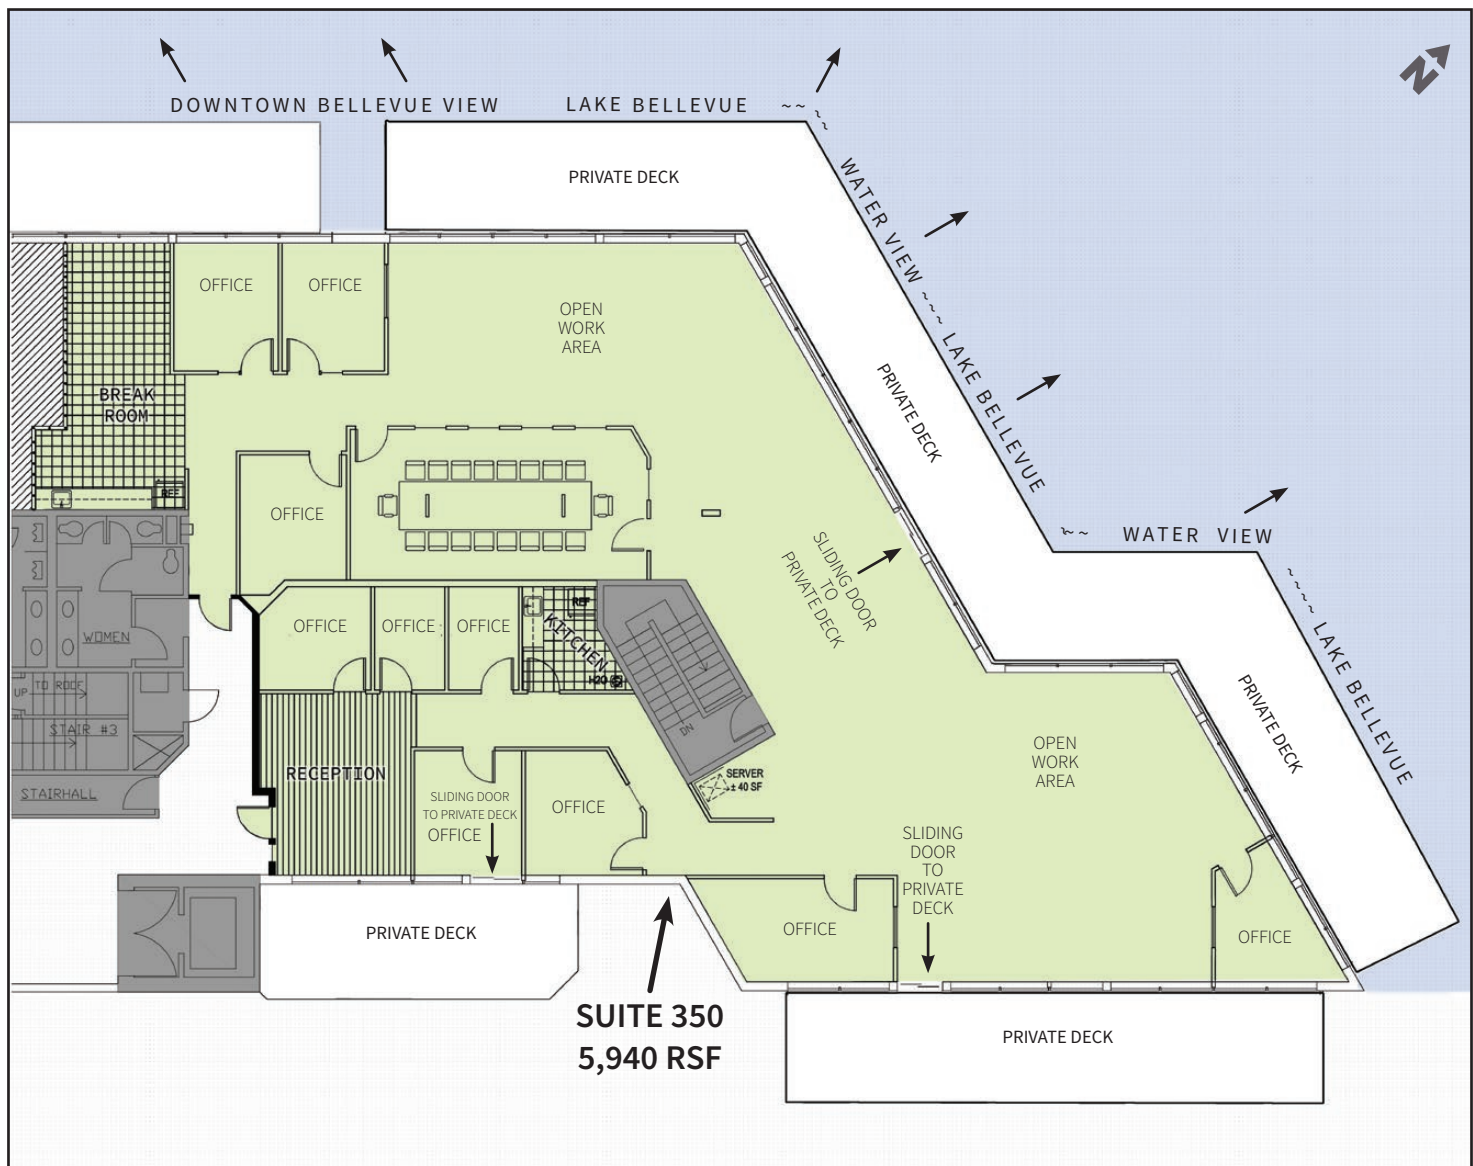 N
DOWNTOWN BELLEVUE VIEW
LAKE BELLEVUE
~~ ~~
WATER VIEW ~~~ LAKE BELLEVUE
~~ WATER VIEW
~~~~ LAKE BELLEVUE
PRIVATE DECK
OFFICE
OFFICE
OPEN
WORK
AREA
BREAK
ROOM
REF
PRIVATE DECK
OFFICE
SLIDING DOOR
TO
PRIVATE DECK
WOMEN
OFFICE
OFFICE
OFFICE
REF
KITCHEN
H2O
UP
TO ROOF
STAIR #3
STAIRHALL
DN
PRIVATE DECK
OPEN
WORK
AREA
RECEPTION
SERVER
± 40 SF
SLIDING DOOR
TO PRIVATE DECK
OFFICE
OFFICE
SLIDING
DOOR
TO
PRIVATE
DECK
OFFICE
OFFICE
PRIVATE DECK
SUITE 350
5,940 RSF
PRIVATE DECK